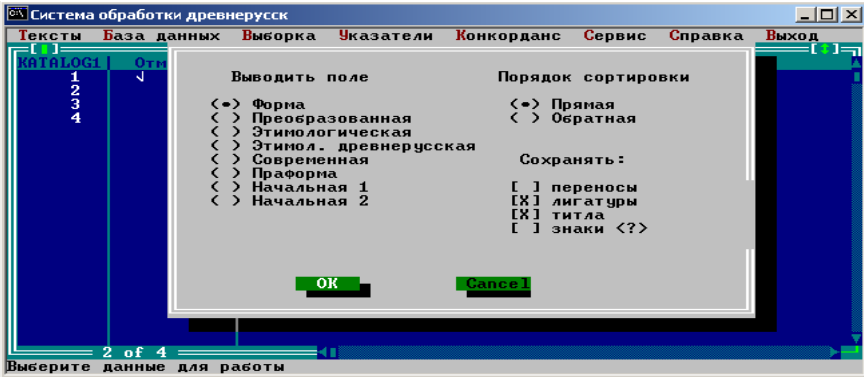 Система обработки древнерусск
Тексты База данных Выборка Указатели Конкорданс Сервис Справка Выход
KATALOG1 Отм
1 √
2
3
4
Выводить поле
(•) Форма
( ) Преобразованная
( ) Этимологическая
( ) Этимол. древнерусская
( ) Современная
( ) Праформа
( ) Начальная 1
( ) Начальная 2
Порядок сортировки
(•) Прямая
( ) Обратная
Сохранять:
[ ] переносы
[X] лигатуры
[X] титла
[ ] знаки <?>
OK Cancel
2 of 4
Выберите данные для работы